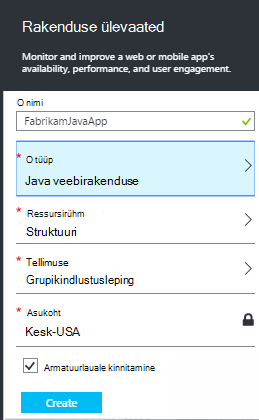 Rakenduse ülevaated
Monitor and improve a web or mobile app's
availability, performance, and user engagement.
O nimi
FabrikamJavaApp
* O tüüp
Java veebirakenduse
* Ressursirühm
Struktuuri
* Tellimuse
Grupikindlustusleping
* Asukoht
Kesk-USA
Armatuurlauale kinnitamine
Create